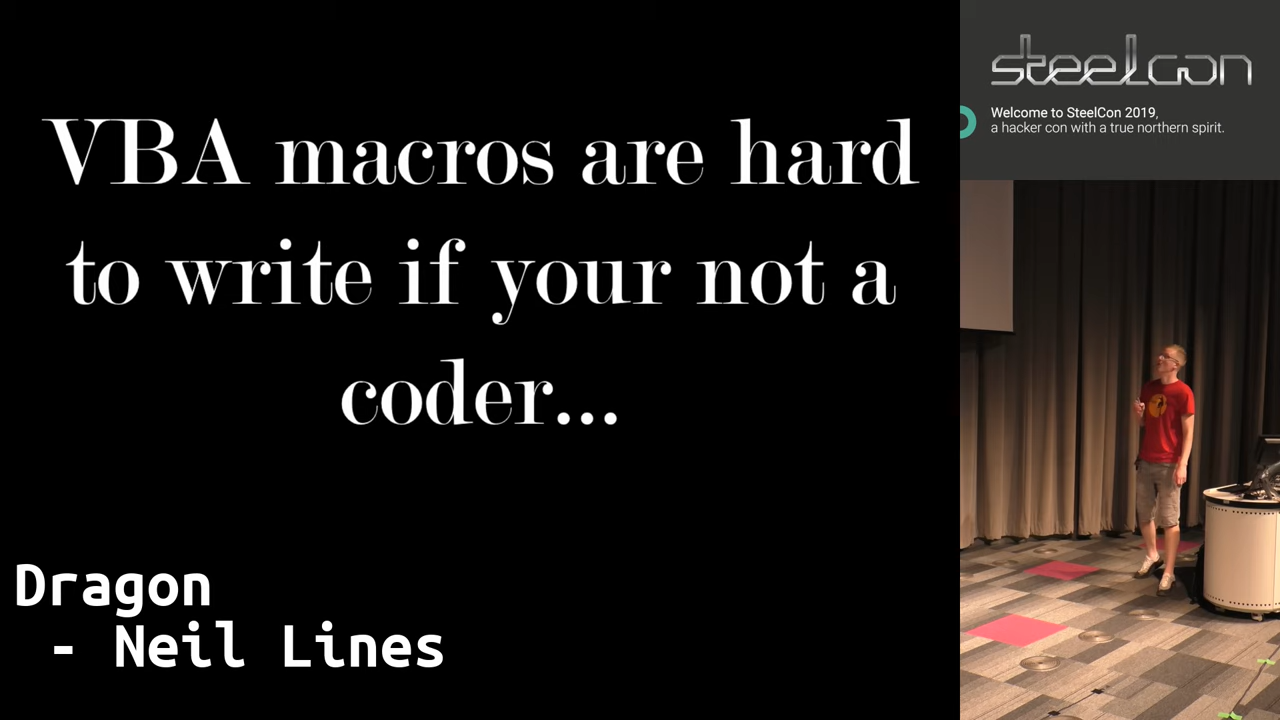 VBA macros are hard
to write if your not a
coder...
Dragon
- Neil Lines
steelcon
Welcome to SteelCon 2019,
a hacker con with a true northern spirit.